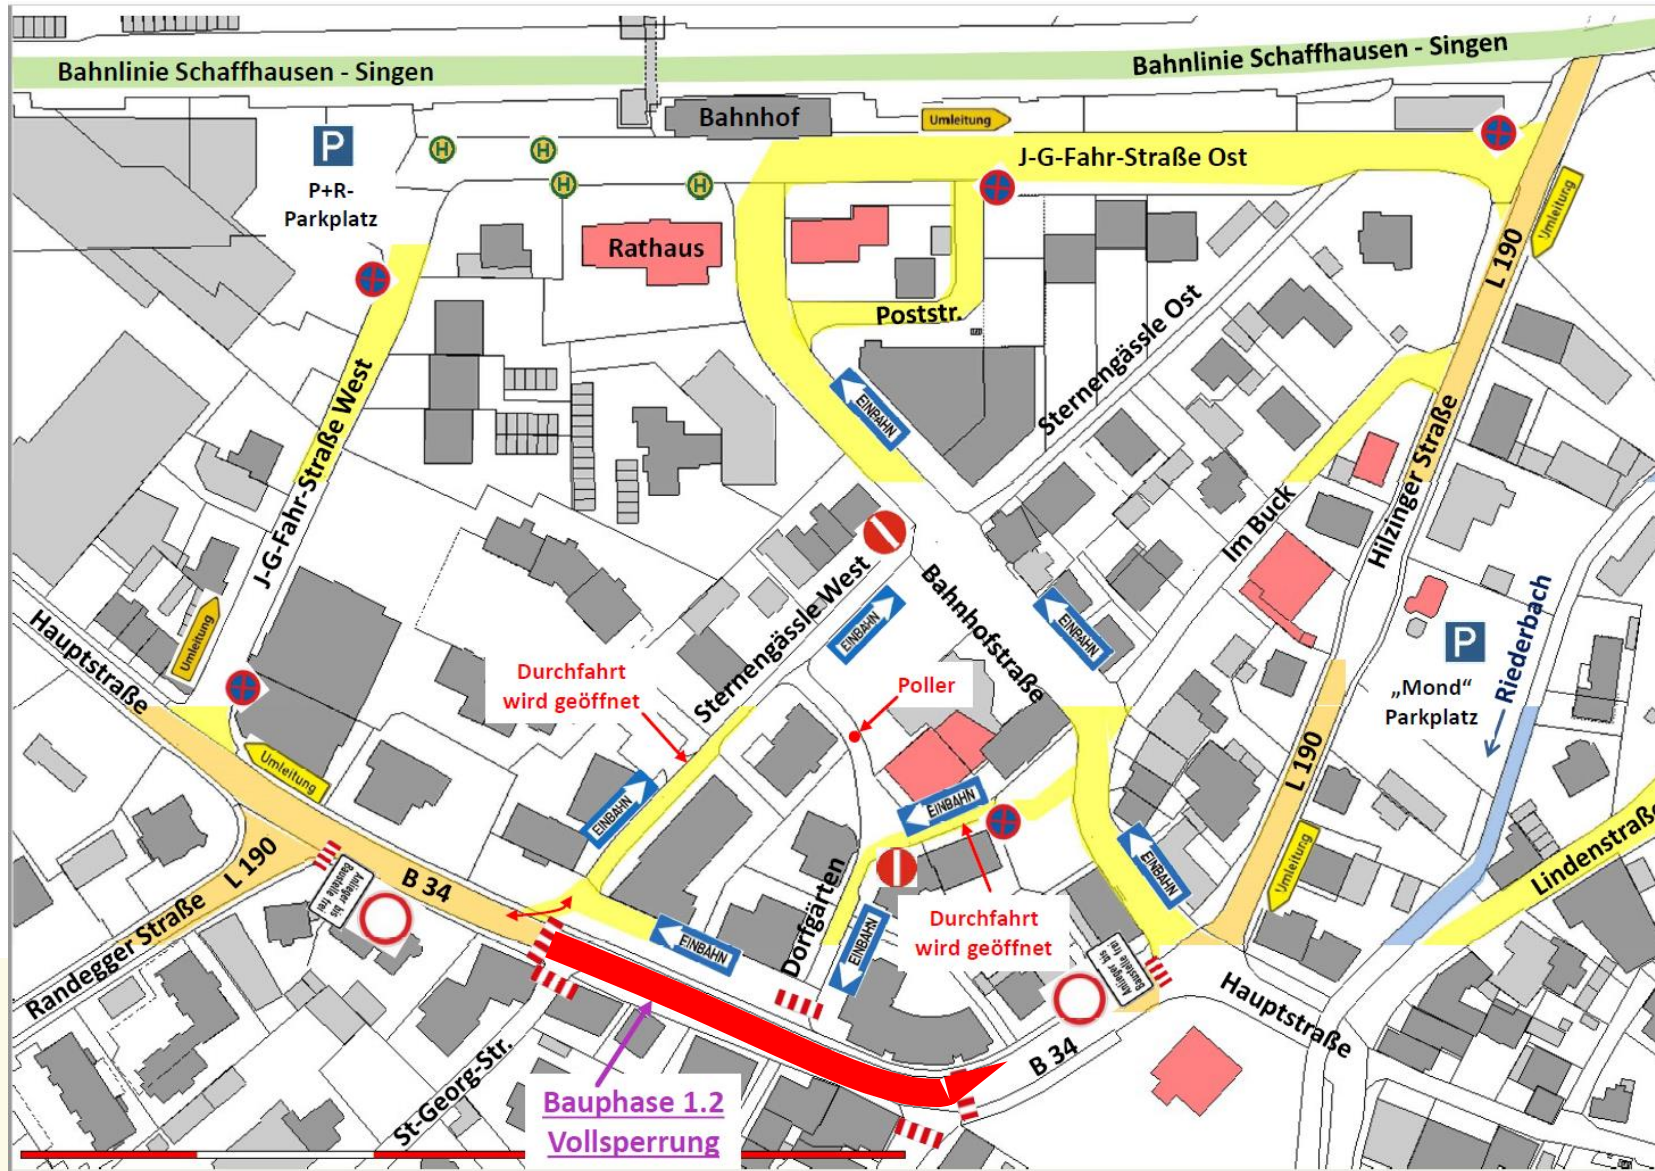 Bahnlinie Schaffhausen - Singen
Bahnlinie Schaffhausen - Singen
Bahnhof
Umleitung
P
H
H
H
H
J-G-Fahr-Straße Ost
P+R-
Parkplatz
Umleitung
Rathaus
L 190
Poststr.
Sternengässle Ost
J-G-Fahr-Straße West
EINBAHN
Hilzinger Straße
Im Buck
Hauptstraße
Umleitung
Sternengässle West
EINBAHN
Bahnhofstraße
EINBAHN
P
„Mond“
Parkplatz
Riederbach
Durchfahrt
wird geöffnet
Poller
Umleitung
L 190
EINBAHN
EINBAHN
EINBAHN
Umleitung
Lindenstraße
L 190
Anlieger bis
Baustelle frei
B 34
Randegger Straße
Dorfgärten
EINBAHN
EINBAHN
Durchfahrt
wird geöffnet
Anlieger bis
Baustelle frei
Hauptstraße
B 34
St-Georg-Str.
Bauphase 1.2
Vollsperrung